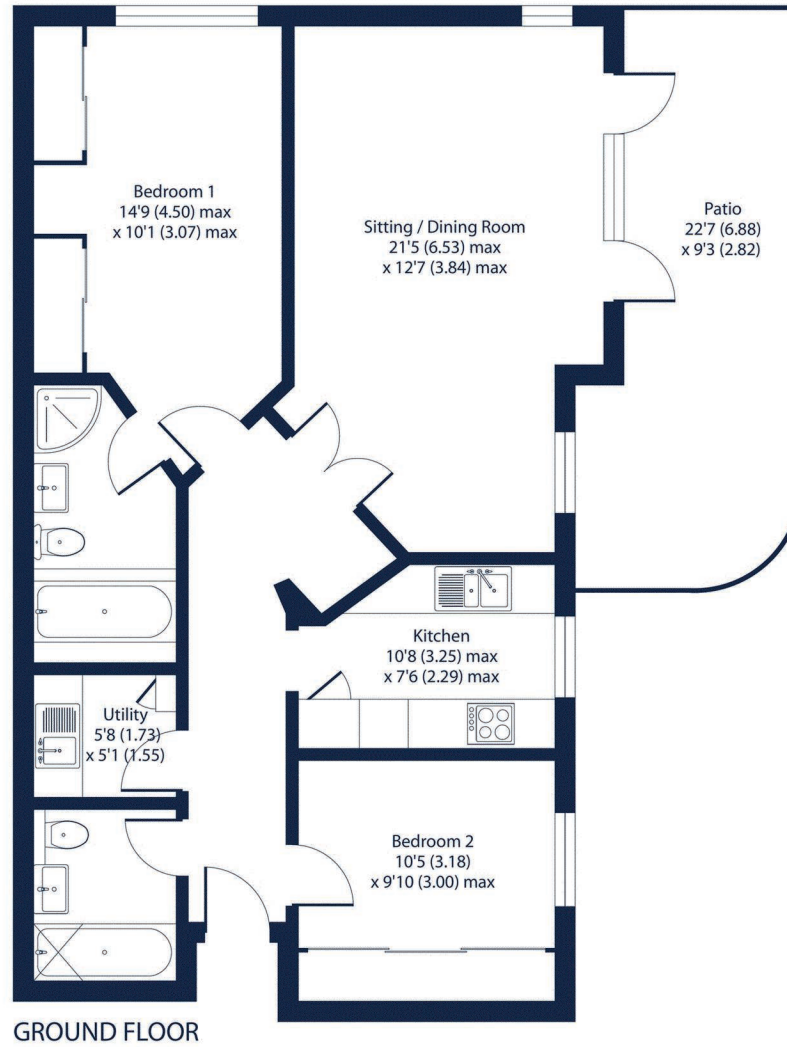 Bedroom 1
14'9 (4.50) max
x 10'1 (3.07) max
Sitting / Dining Room
21'5 (6.53) max
x 12'7 (3.84) max
Patio
22'7 (6.88)
x 9'3 (2.82)
Kitchen
10'8 (3.25) max
x 7'6 (2.29) max
Utility
5'8 (1.73)
x 5'1 (1.55)
Bedroom 2
10'5 (3.18)
x 9'10 (3.00) max
GROUND FLOOR